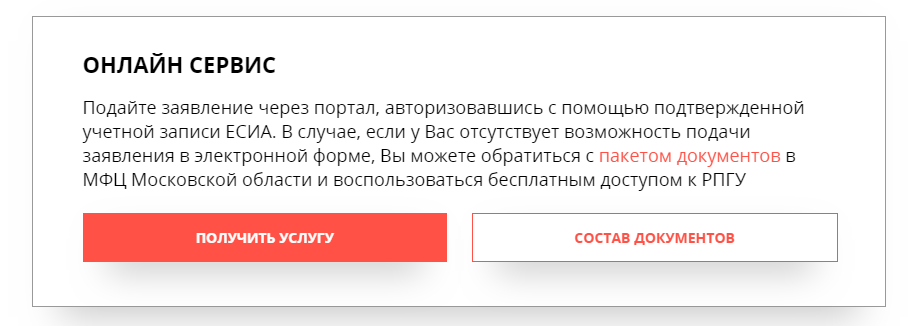 ОНЛАЙН СЕРВИС
Подайте заявление через портал, авторизовавшись с помощью подтвержденной
учетной записи ЕСИА. В случае, если у Вас отсутствует возможность подачи
заявления в электронной форме, Вы можете обратиться с пакетом документов в
МФЦ Московской области и воспользоваться бесплатным доступом к РПГУ
ПОЛУЧИТЬ УСЛУГУ
СОСТАВ ДОКУМЕНТОВ